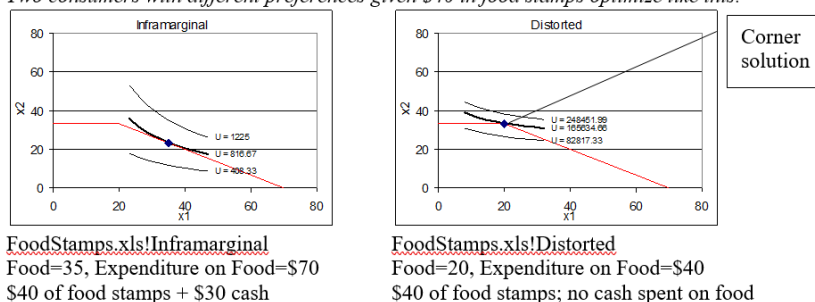 Two consumers with different preferences given $40 in food stamps optimize like this:
Inframarginal
80
60
40
20
0
x2
U = 1225
U = 816.67
U = 408.33
0 20 40 60 80
x1
Distorted
80
60
40
20
0
x2
U = 248451.99
U = 165634.66
U = 82817.33
0 20 40 60 80
x1
Corner
solution
FoodStamps.xls!Inframarginal
Food=35, Expenditure on Food=$70
$40 of food stamps + $30 cash
FoodStamps.xls!Distorted
Food=20, Expenditure on Food=$40
$40 of food stamps; no cash spent on food